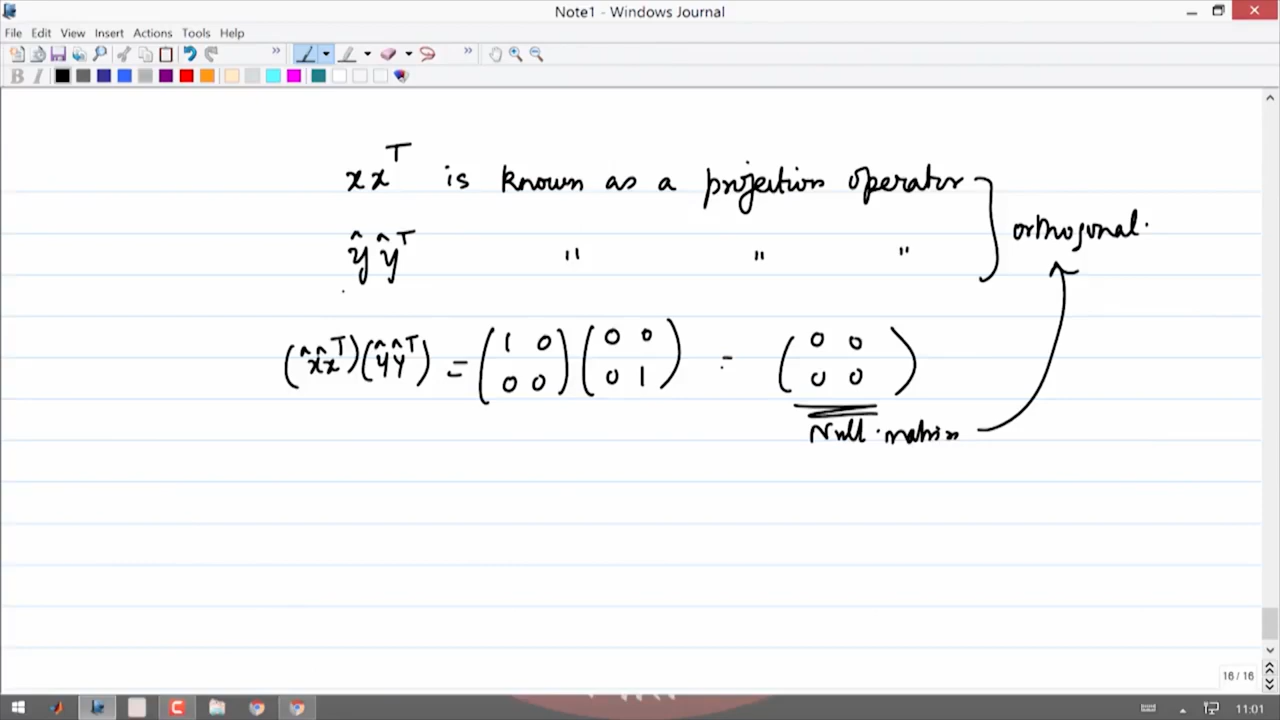 Note1 - Windows Journal
File Edit View Insert Actions Tools Help
B I
xx^T is known as a projection operator
ŷŷ^T " " "
orthogonal.
(x̂x̂^T)(ŷŷ^T) = (1 0; 0 0) (0 0; 0 1) = (0 0; 0 0)
Null matrix
16 / 16
11:01